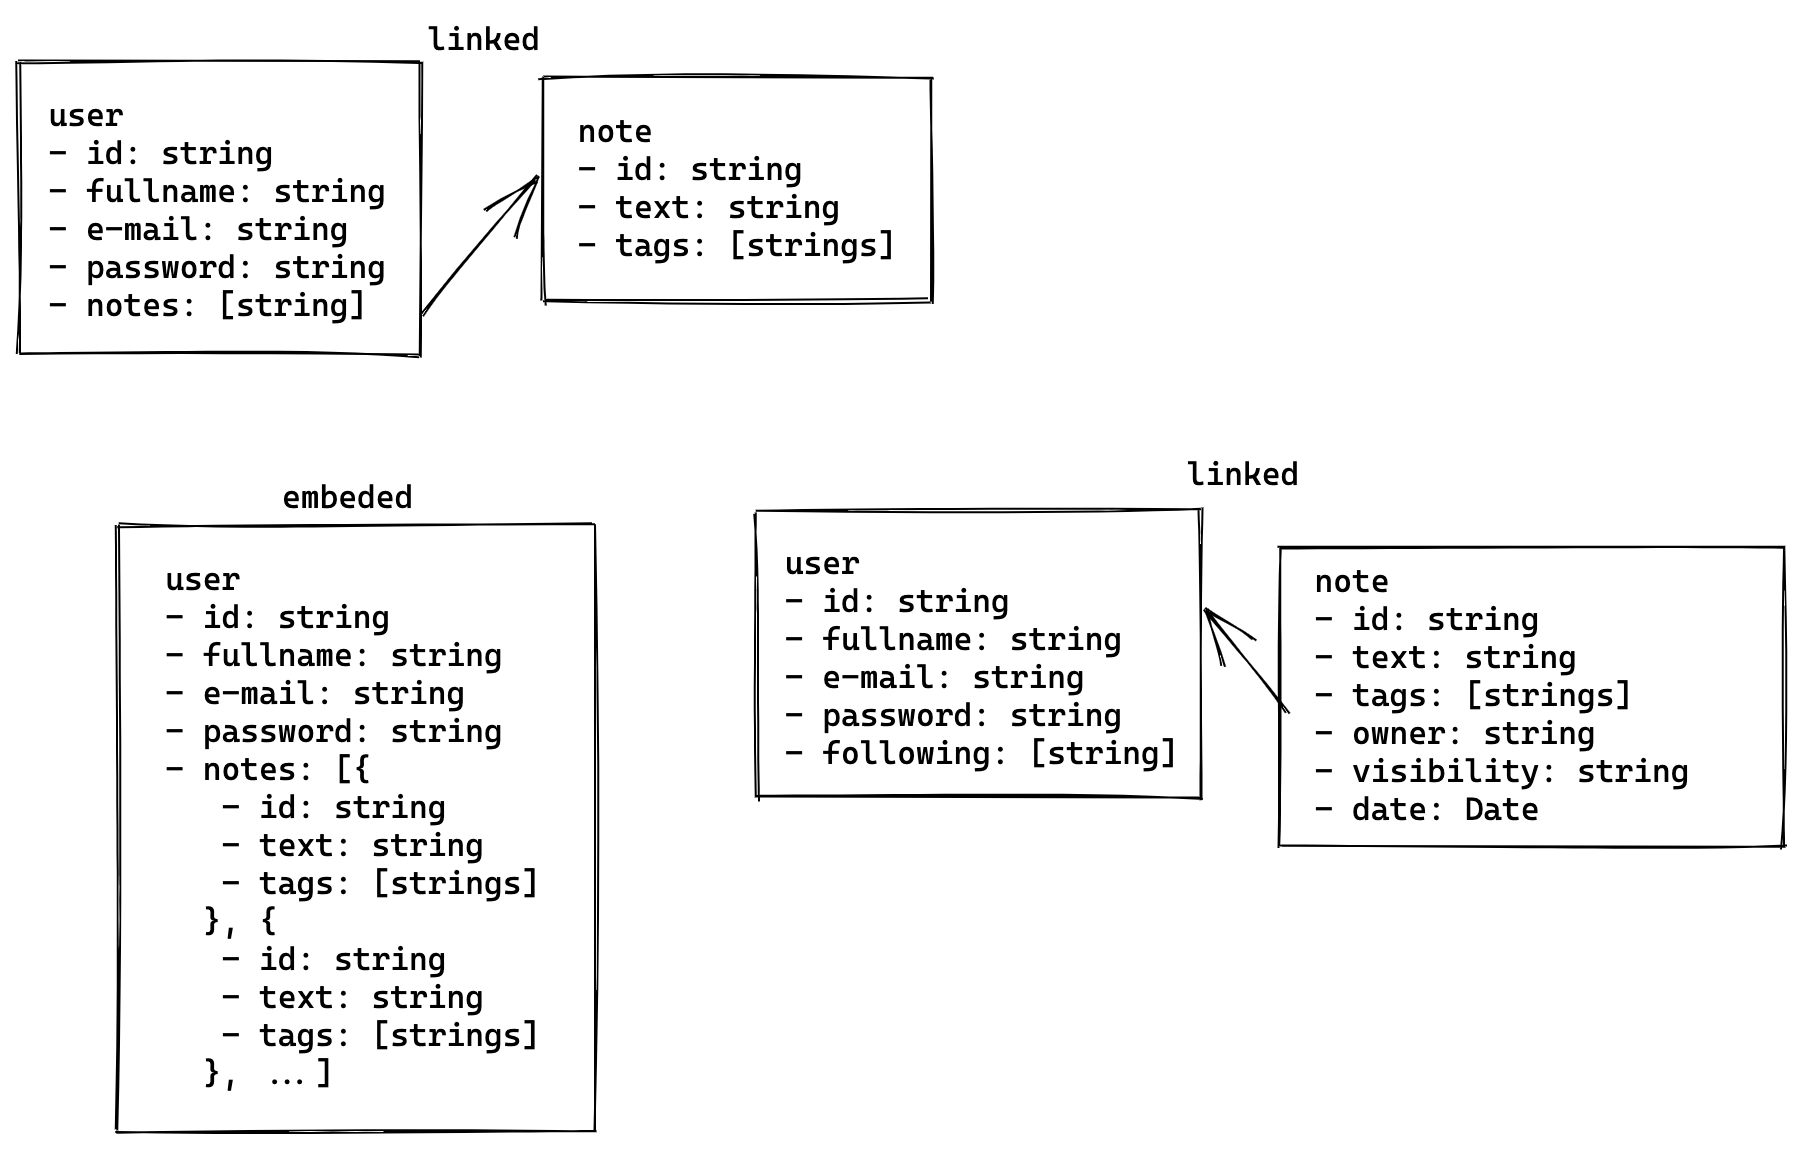 linked
user
- id: string
- fullname: string
- e-mail: string
- password: string
- notes: [string]
note
- id: string
- text: string
- tags: [strings]
embeded
user
- id: string
- fullname: string
- e-mail: string
- password: string
- notes: [{
- id: string
- text: string
- tags: [strings]
}, {
- id: string
- text: string
- tags: [strings]
}, ...]
linked
user
- id: string
- fullname: string
- e-mail: string
- password: string
- following: [string]
note
- id: string
- text: string
- tags: [strings]
- owner: string
- visibility: string
- date: Date